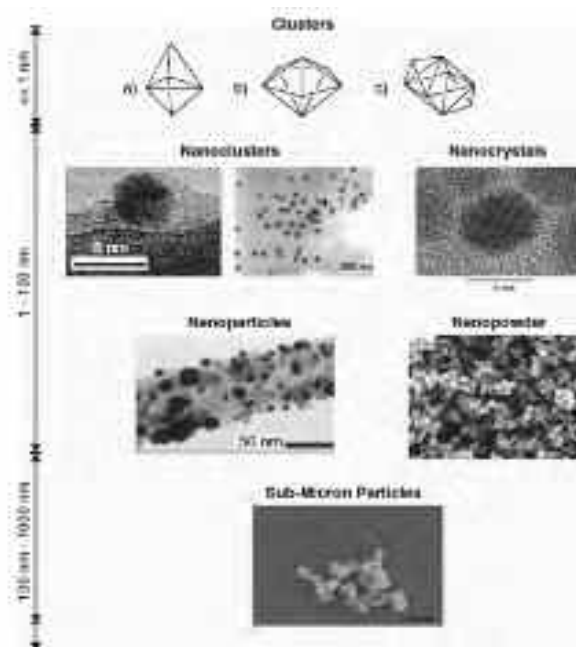 Clusters
a)
b)
c)
Nanoclusters
Nanocrystals
5 nm
1 - 100 nm
Nanoparticles
Nanopowder
50 nm
Sub-Micron Particles
100 nm - 1000 nm